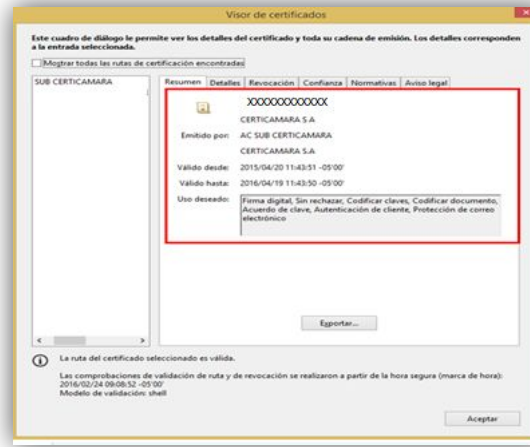 Visor de certificados
Este cuadro de diálogo le permite ver los detalles del certificado y toda su cadena de emisión. Los detalles corresponden
a la entrada seleccionada.
Mostrar todas las rutas de certificación encontradas
SUB CERTICAMARA
Resumen Detalles Revocación Confianza Normativas Aviso legal
XXXXXXXXXXXXX
CERTICAMARA S A
Emitido por: AC SUB CERTICAMARA
CERTICAMARA S.A
Válido desde: 2015/04/20 11:43:51 -05'00'
Válido hasta: 2016/04/19 11:43:50 -05'00'
Uso deseado: Firma digital, Sin rechazar, Codificar claves, Codificar documento,
Acuerdo de clave, Autenticación de cliente, Protección de correo
electrónico
Exportar...
La ruta del certificado seleccionado es válida.
Las comprobaciones de validación de ruta y de revocación se realizaron a partir de la hora segura (marca de hora):
2016/02/24 09:08:52 -05'00'
Modelo de validación: shell
Aceptar